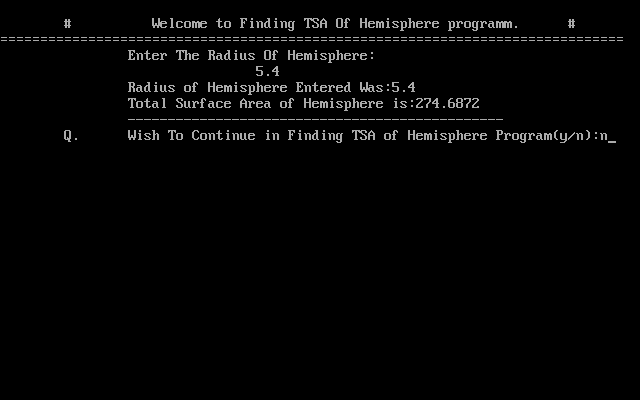 # Welcome to Finding TSA Of Hemisphere programm. #
==============================================================================
Enter The Radius Of Hemisphere:
5.4
Radius of Hemisphere Entered Was:5.4
Total Surface Area of Hemisphere is:274.6872
-----------------------------------------------
Q. Wish To Continue in Finding TSA of Hemisphere Program(y/n):n_